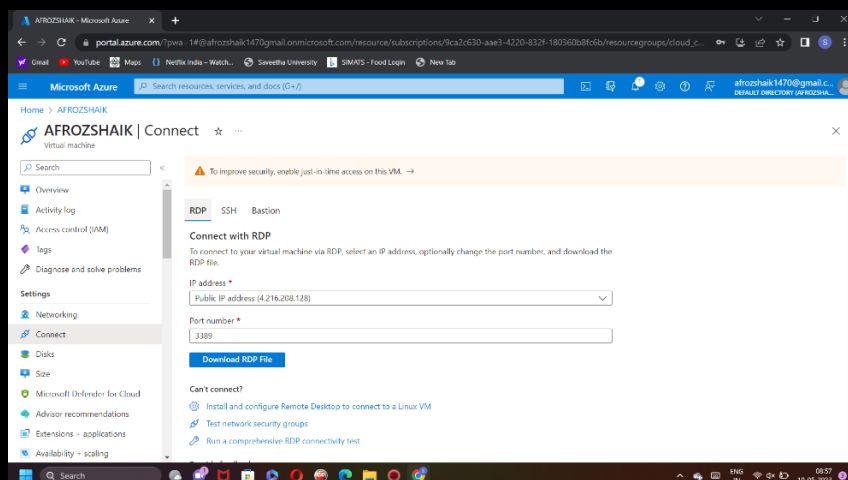 AFROZSHAIK - Microsoft Azure
portal.azure.com/?pwa=1#@afrozshaik1470gmail.onmicrosoft.com/resource/subscriptions/9ca2c630-aae3-4220-832f-180360b8fc6b/resourcegroups/cloud_c...
Gmail YouTube Maps Netflix India – Watch... Saveetha University SIMATS - Food Login New Tab
Microsoft Azure Search resources, services, and docs (G+/) 1 afrozshaik1470@gmail.c...
DEFAULT DIRECTORY (AFROZSHA...
Home > AFROZSHAIK
AFROZSHAIK | Connect
Virtual machine
Search
Overview
Activity log
Access control (IAM)
Tags
Diagnose and solve problems
Settings
Networking
Connect
Disks
Size
Microsoft Defender for Cloud
Advisor recommendations
Extensions + applications
Availability + scaling
To improve security, enable just-in-time access on this VM. →
RDP SSH Bastion
Connect with RDP
To connect to your virtual machine via RDP, select an IP address, optionally change the port number, and download the
RDP file.
IP address *
Public IP address (4.216.208.128)
Port number *
3389
Download RDP File
Can't connect?
Install and configure Remote Desktop to connect to a Linux VM
Test network security groups
Run a comprehensive RDP connectivity test
Search
ENG
IN
08:57